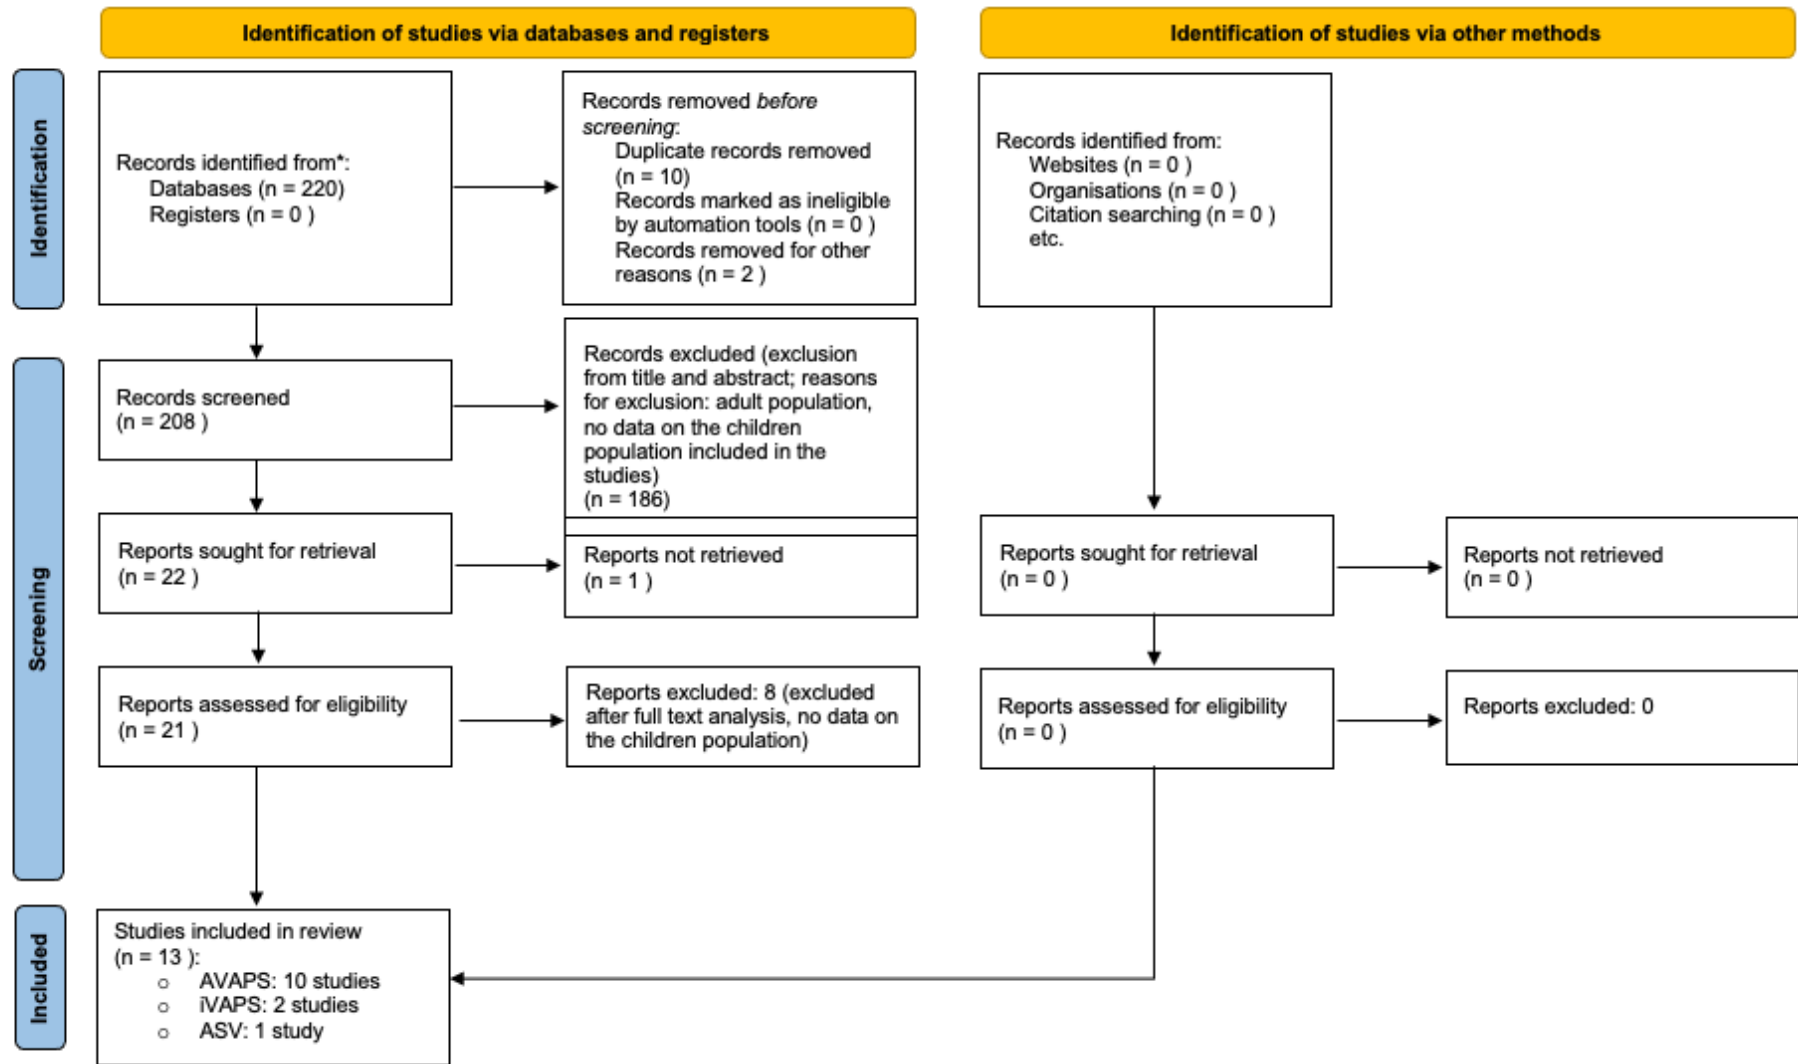 Identification of studies via databases and registers
Identification of studies via other methods
Identification
Records identified from*:
Databases (n = 220)
Registers (n = 0 )
Records removed before
screening:
Duplicate records removed
(n = 10)
Records marked as ineligible
by automation tools (n = 0 )
Records removed for other
reasons (n = 2 )
Records identified from:
Websites (n = 0 )
Organisations (n = 0 )
Citation searching (n = 0 )
etc.
Screening
Records screened
(n = 208 )
Records excluded (exclusion
from title and abstract; reasons
for exclusion: adult population,
no data on the children
population included in the
studies)
(n = 186)
Reports sought for retrieval
(n = 22 )
Reports not retrieved
(n = 1 )
Reports sought for retrieval
(n = 0 )
Reports not retrieved
(n = 0 )
Reports assessed for eligibility
(n = 21 )
Reports excluded: 8 (excluded
after full text analysis, no data on
the children population)
Reports assessed for eligibility
(n = 0 )
Reports excluded: 0
Included
Studies included in review
(n = 13 ):
o AVAPS: 10 studies
o iVAPS: 2 studies
o ASV: 1 study